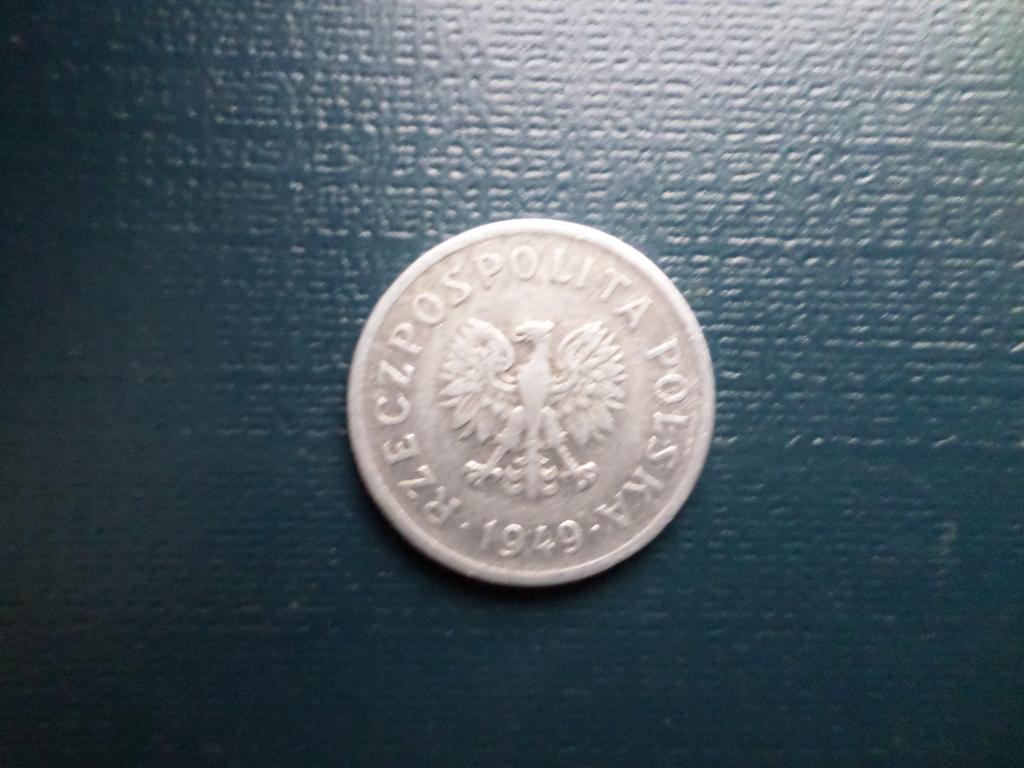 RZECZPOSPOLITA POLSKA
· 1949 ·